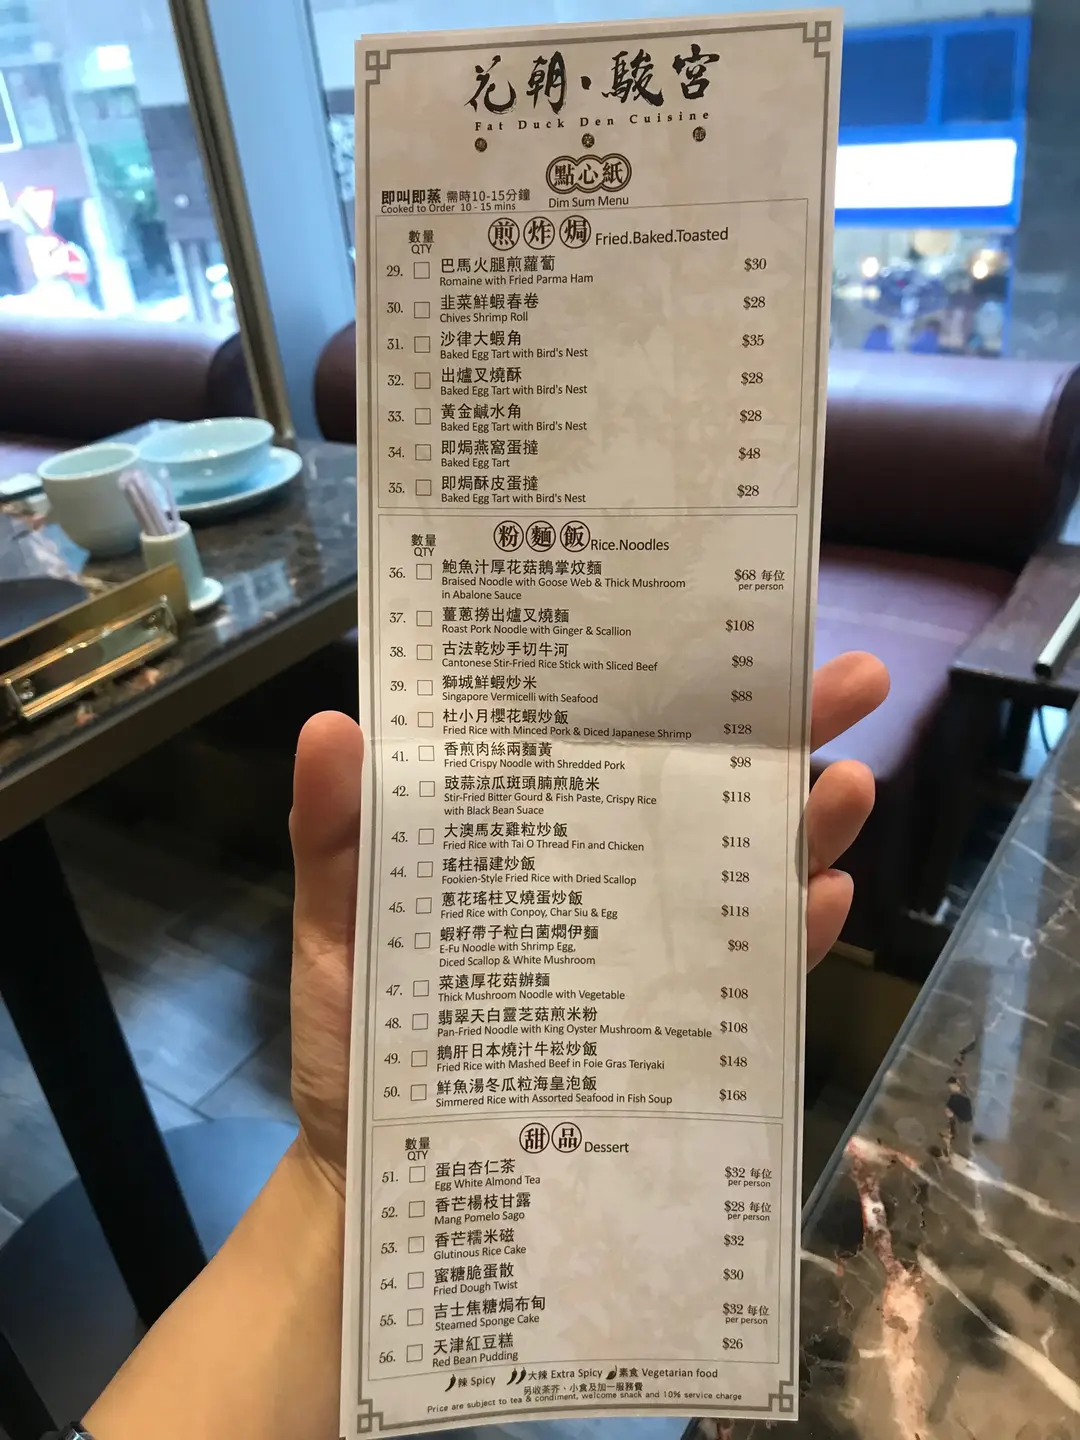 花朝·駿宮
Fat Duck Den Cuisine
點心紙
Dim Sum Menu
即叫即蒸 需時10-15分鐘
Cooked to Order 10 - 15 mins
數量
QTY
煎炸焗 Fried.Baked.Toasted
29. 巴馬火腿煎蘿蔔 $30
Romaine with Fried Parma Ham
30. 韭菜鮮蝦春卷 $28
Chives Shrimp Roll
31. 沙律大蝦角 $35
Baked Egg Tart with Bird's Nest
32. 出爐叉燒酥 $28
Baked Egg Tart with Bird's Nest
33. 黃金鹹水角 $28
Baked Egg Tart with Bird's Nest
34. 即焗燕窩蛋撻 $48
Baked Egg Tart
35. 即焗酥皮蛋撻 $28
Baked Egg Tart with Bird's Nest
數量
QTY
粉麵飯 Rice.Noodles
36. 鮑魚汁厚花菇鵝掌炆麵 $68 每位
Braised Noodle with Goose Web & Thick Mushroom per person
in Abalone Sauce
37. 薑蔥撈出爐叉燒麵 $108
Roast Pork Noodle with Ginger & Scallion
38. 古法乾炒手切牛河 $98
Cantonese Stir-Fried Rice Stick with Sliced Beef
39. 獅城鮮蝦炒米 $88
Singapore Vermicelli with Seafood
40. 杜小月櫻花蝦炒飯 $128
Fried Rice with Minced Pork & Diced Japanese Shrimp
41. 香煎肉絲兩麵黃 $98
Fried Crispy Noodle with Shredded Pork
42. 豉蒜涼瓜斑頭腩煎脆米 $118
Stir-Fried Bitter Gourd & Fish Paste, Crispy Rice
with Black Bean Suace
43. 大澳馬友雞粒炒飯 $118
Fried Rice with Tai O Thread Fin and Chicken
44. 瑤柱福建炒飯 $128
Fookien-Style Fried Rice with Dried Scallop
45. 蔥花瑤柱叉燒蛋炒飯 $118
Fried Rice with Conpoy, Char Siu & Egg
46. 蝦籽帶子粒白菌燜伊麵 $98
E-Fu Noodle with Shrimp Egg,
Diced Scallop & White Mushroom
47. 菜遠厚花菇辦麵 $108
Thick Mushroom Noodle with Vegetable
48. 翡翠天白靈芝菇煎米粉 $108
Pan-Fried Noodle with King Oyster Mushroom & Vegetable
49. 鵝肝日本燒汁牛崧炒飯 $148
Fried Rice with Mashed Beef in Foie Gras Teriyaki
50. 鮮魚湯冬瓜粒海皇泡飯 $168
Simmered Rice with Assorted Seafood in Fish Soup
數量
QTY
甜品 Dessert
51. 蛋白杏仁茶 $32 每位
Egg White Almond Tea per person
52. 香芒楊枝甘露 $28 每位
Mang Pomelo Sago per person
53. 香芒糯米磁 $32
Glutinous Rice Cake
54. 蜜糖脆蛋散 $30
Fried Dough Twist
55. 吉士焦糖焗布甸 $32 每位
Steamed Sponge Cake per person
56. 天津紅豆糕 $26
Red Bean Pudding
辣 Spicy 大辣 Extra Spicy 素食 Vegetarian food
另收茶芥、小食及加一服務費
Price are subject to tea & condiment, welcome snack and 10% service charge